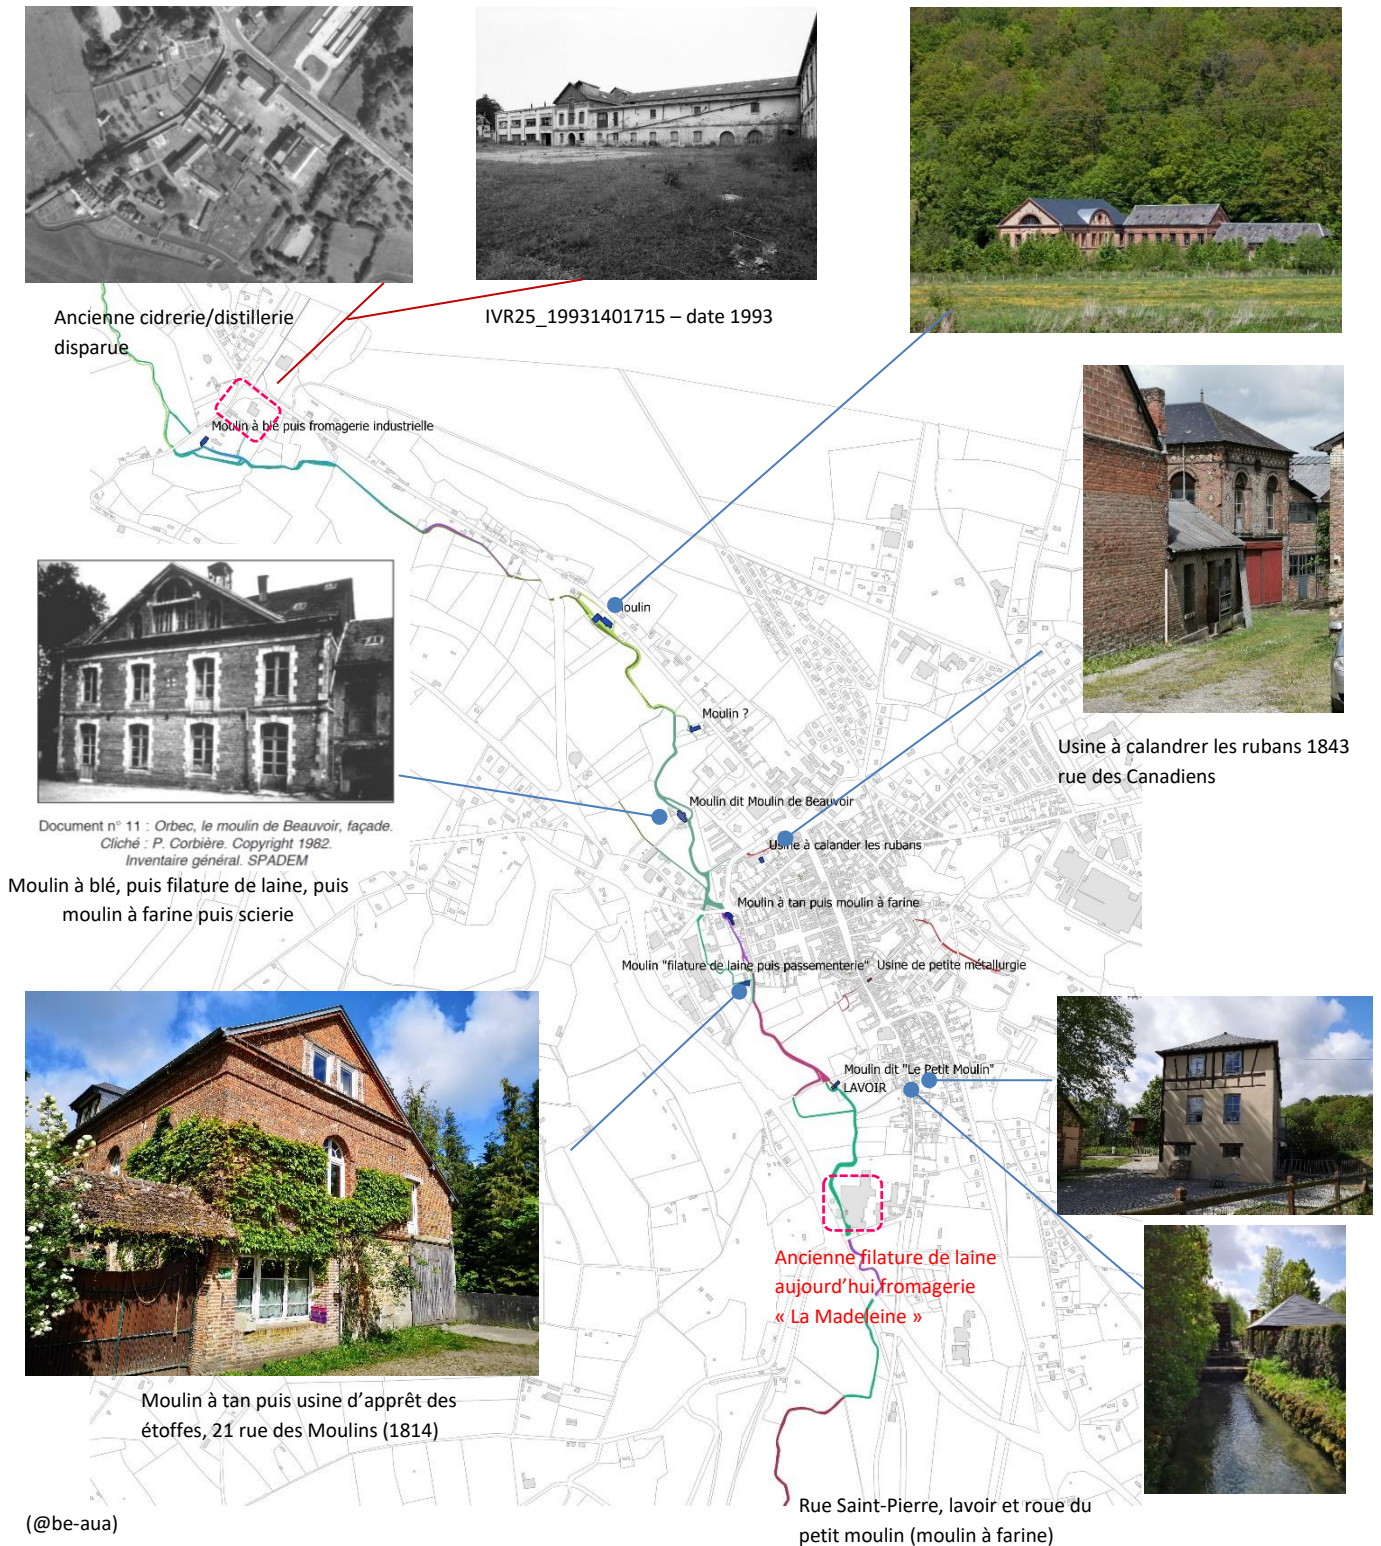 Ancienne cidrerie/distillerie
disparue
IVR25_19931401715 – date 1993
Moulin à blé puis fromagerie industrielle
Moulin
Moulin ?
Usine à calandrer les rubans 1843
rue des Canadiens
Moulin dit Moulin de Beauvoir
Document n° 11 : Orbec, le moulin de Beauvoir, façade.
Cliché : P. Corbière. Copyright 1982.
Inventaire général. SPADEM
Usine à calander les rubans
Moulin à blé, puis filature de laine, puis
moulin à farine puis scierie
Moulin à tan puis moulin à farine
Moulin "filature de laine puis passementerie"
Usine de petite métallurgie
Moulin dit "Le Petit Moulin"
LAVOIR
Ancienne filature de laine
aujourd'hui fromagerie
« La Madeleine »
Moulin à tan puis usine d'apprêt des
étoffes, 21 rue des Moulins (1814)
Rue Saint-Pierre, lavoir et roue du
petit moulin (moulin à farine)
(@be-aua)